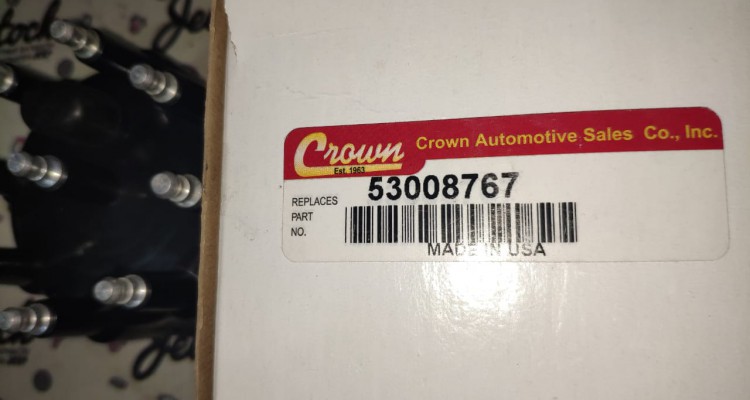 Crown
Est. 1963
Crown Automotive Sales Co., Inc.
REPLACES
PART
NO.
53008767
MADE IN USA